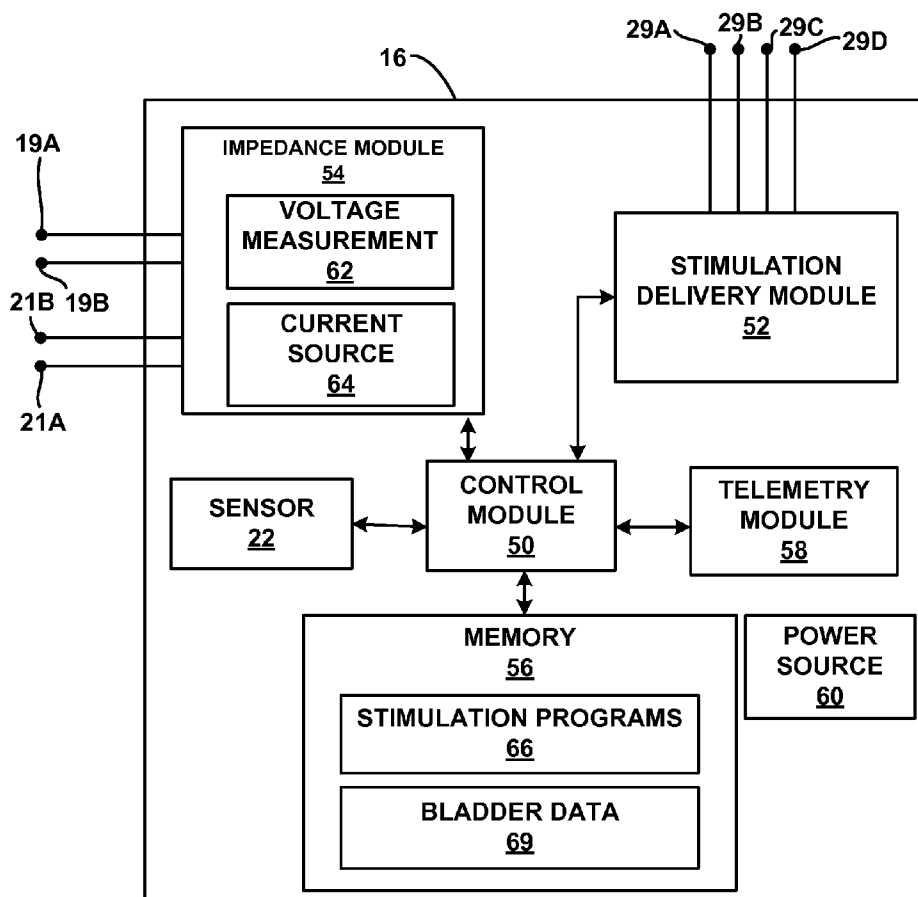 29A
29B
29C
29D
16
19A
IMPEDANCE MODULE
54
VOLTAGE
MEASUREMENT
62
STIMULATION
DELIVERY MODULE
52
21B
19B
CURRENT
SOURCE
64
21A
SENSOR
22
CONTROL
MODULE
50
TELEMETRY
MODULE
58
MEMORY
56
POWER
SOURCE
60
STIMULATION PROGRAMS
66
BLADDER DATA
69